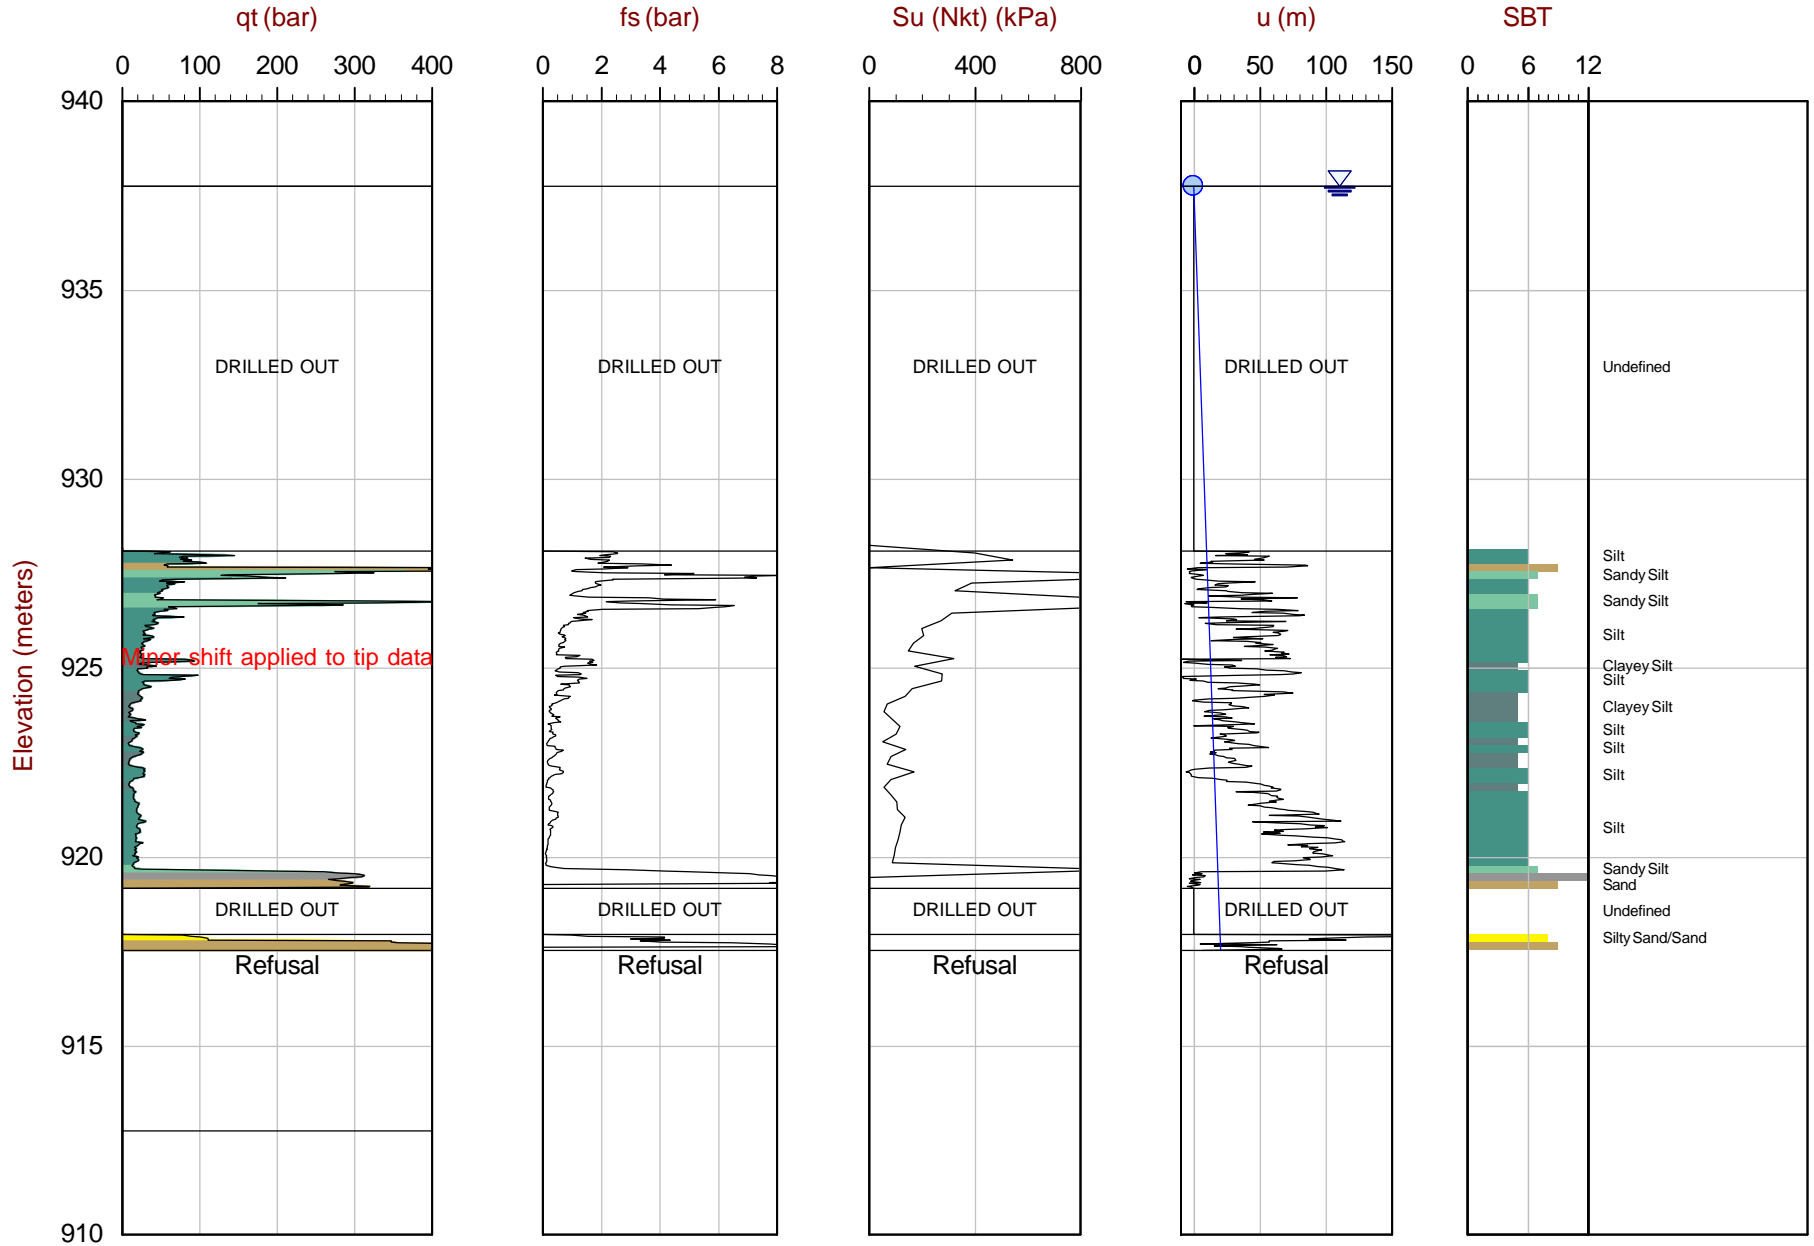 qt (bar) fs (bar) Su (Nkt) (kPa) u (m) SBT
0 100 200 300 400 0 2 4 6 8 0 400 800 0 50 100 150 0 6 12
940
935
DRILLED OUT DRILLED OUT DRILLED OUT DRILLED OUT Undefined
930
Silt
Sandy Silt
Sandy Silt
Silt
Minor shift applied to tip data
925
Clayey Silt
Silt
Clayey Silt
Silt
Silt
Silt
Silt
920
Sandy Silt
Sand
DRILLED OUT DRILLED OUT DRILLED OUT DRILLED OUT Undefined
Silty Sand/Sand
Refusal Refusal Refusal Refusal
915
910
Elevation (meters)